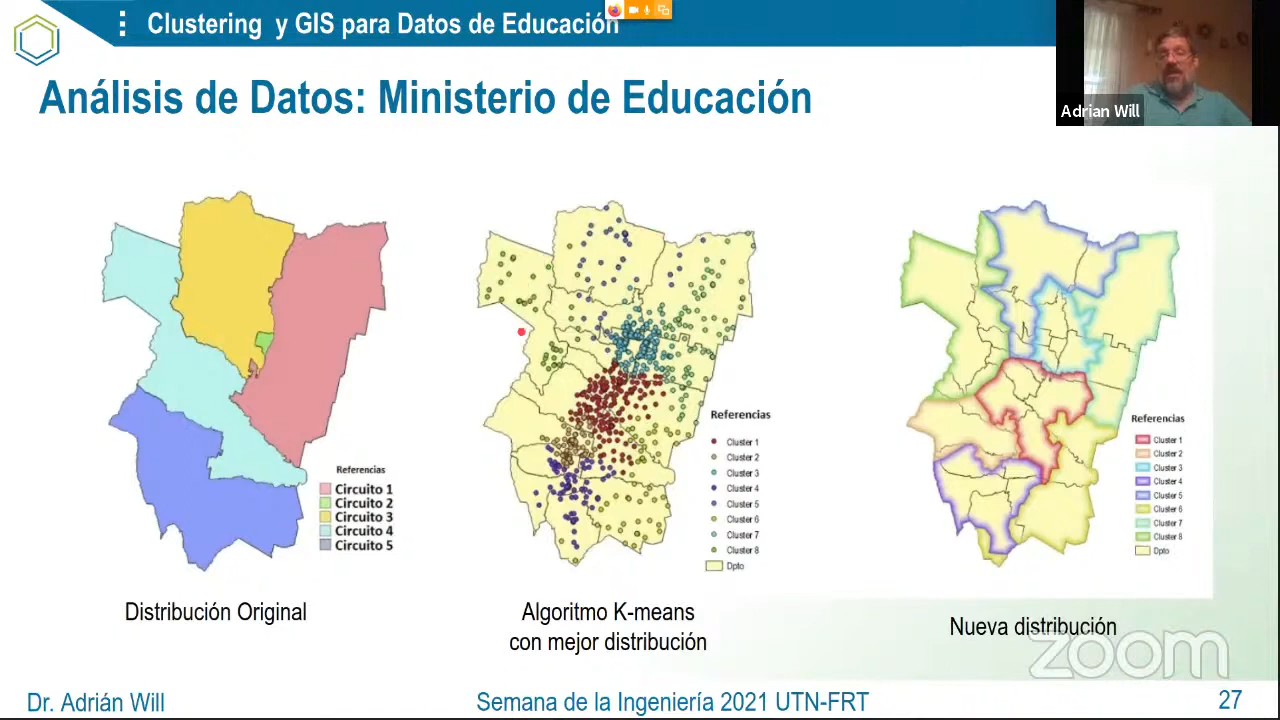 Clustering y GIS para Datos de Educación
Adrian Will
Análisis de Datos: Ministerio de Educación
Referencias
Circuito 1
Circuito 2
Circuito 3
Circuito 4
Circuito 5
Distribución Original
Referencias
Cluster 1
Cluster 2
Cluster 3
Cluster 4
Cluster 5
Cluster 6
Cluster 7
Cluster 8
Dpto
Algoritmo K-means
con mejor distribución
Referencias
Cluster 1
Cluster 2
Cluster 3
Cluster 4
Cluster 5
Cluster 6
Cluster 7
Cluster 8
Dpto
Nueva distribución
zoom
Dr. Adrián Will
Semana de la Ingeniería 2021 UTN-FRT
27